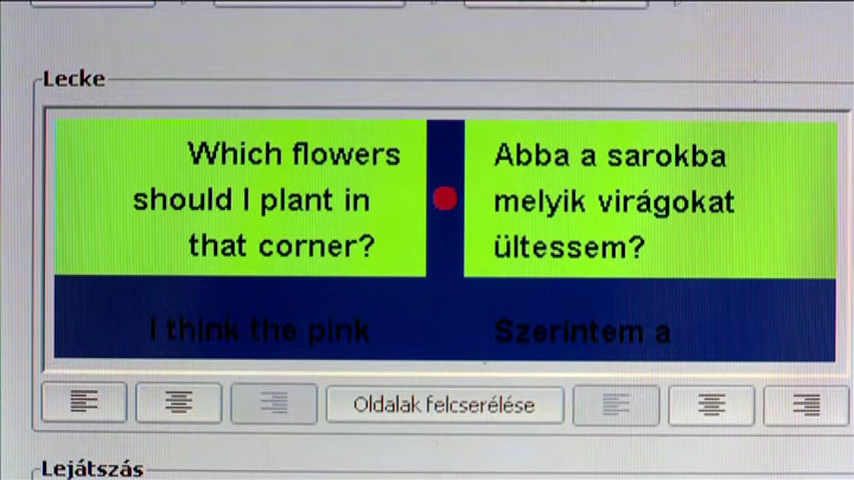 Lecke
Which flowers
should I plant in
that corner?
Abba a sarokba
melyik virágokat
ültessem?
I think the pink
Szerintem a
Oldalak felcserélése
Lejátszás